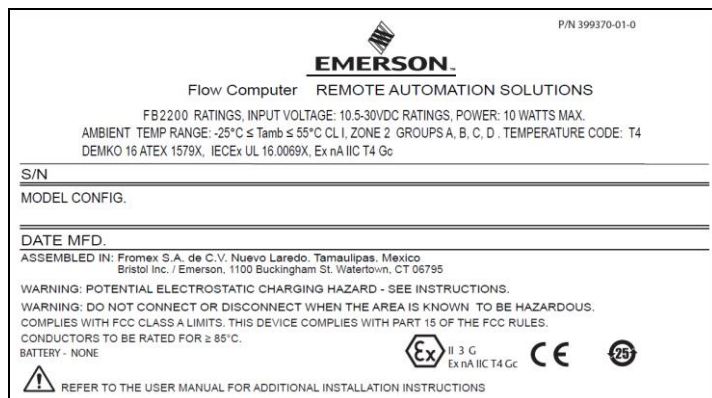 P/N 399370-01-0
EMERSON™
Flow Computer REMOTE AUTOMATION SOLUTIONS
FB2200 RATINGS, INPUT VOLTAGE: 10.5-30VDC RATINGS, POWER: 10 WATTS MAX.
AMBIENT TEMP RANGE: -25°C ≤ Tamb ≤ 55°C CL I, ZONE 2 GROUPS A, B, C, D . TEMPERATURE CODE: T4
DEMKO 16 ATEX 1579X, IECEx UL 16.0069X, Ex nA IIC T4 Gc
S/N
MODEL CONFIG.
DATE MFD.
ASSEMBLED IN: Fromex S.A. de C.V. Nuevo Laredo. Tamaulipas. Mexico
Bristol Inc. / Emerson, 1100 Buckingham St. Watertown, CT 06795
WARNING: POTENTIAL ELECTROSTATIC CHARGING HAZARD - SEE INSTRUCTIONS.
WARNING: DO NOT CONNECT OR DISCONNECT WHEN THE AREA IS KNOWN TO BE HAZARDOUS.
COMPLIES WITH FCC CLASS A LIMITS. THIS DEVICE COMPLIES WITH PART 15 OF THE FCC RULES.
CONDUCTORS TO BE RATED FOR ≥ 85°C.
BATTERY - NONE
Ex II 3 G
Ex nA IIC T4 Gc
CE
25
REFER TO THE USER MANUAL FOR ADDITIONAL INSTALLATION INSTRUCTIONS